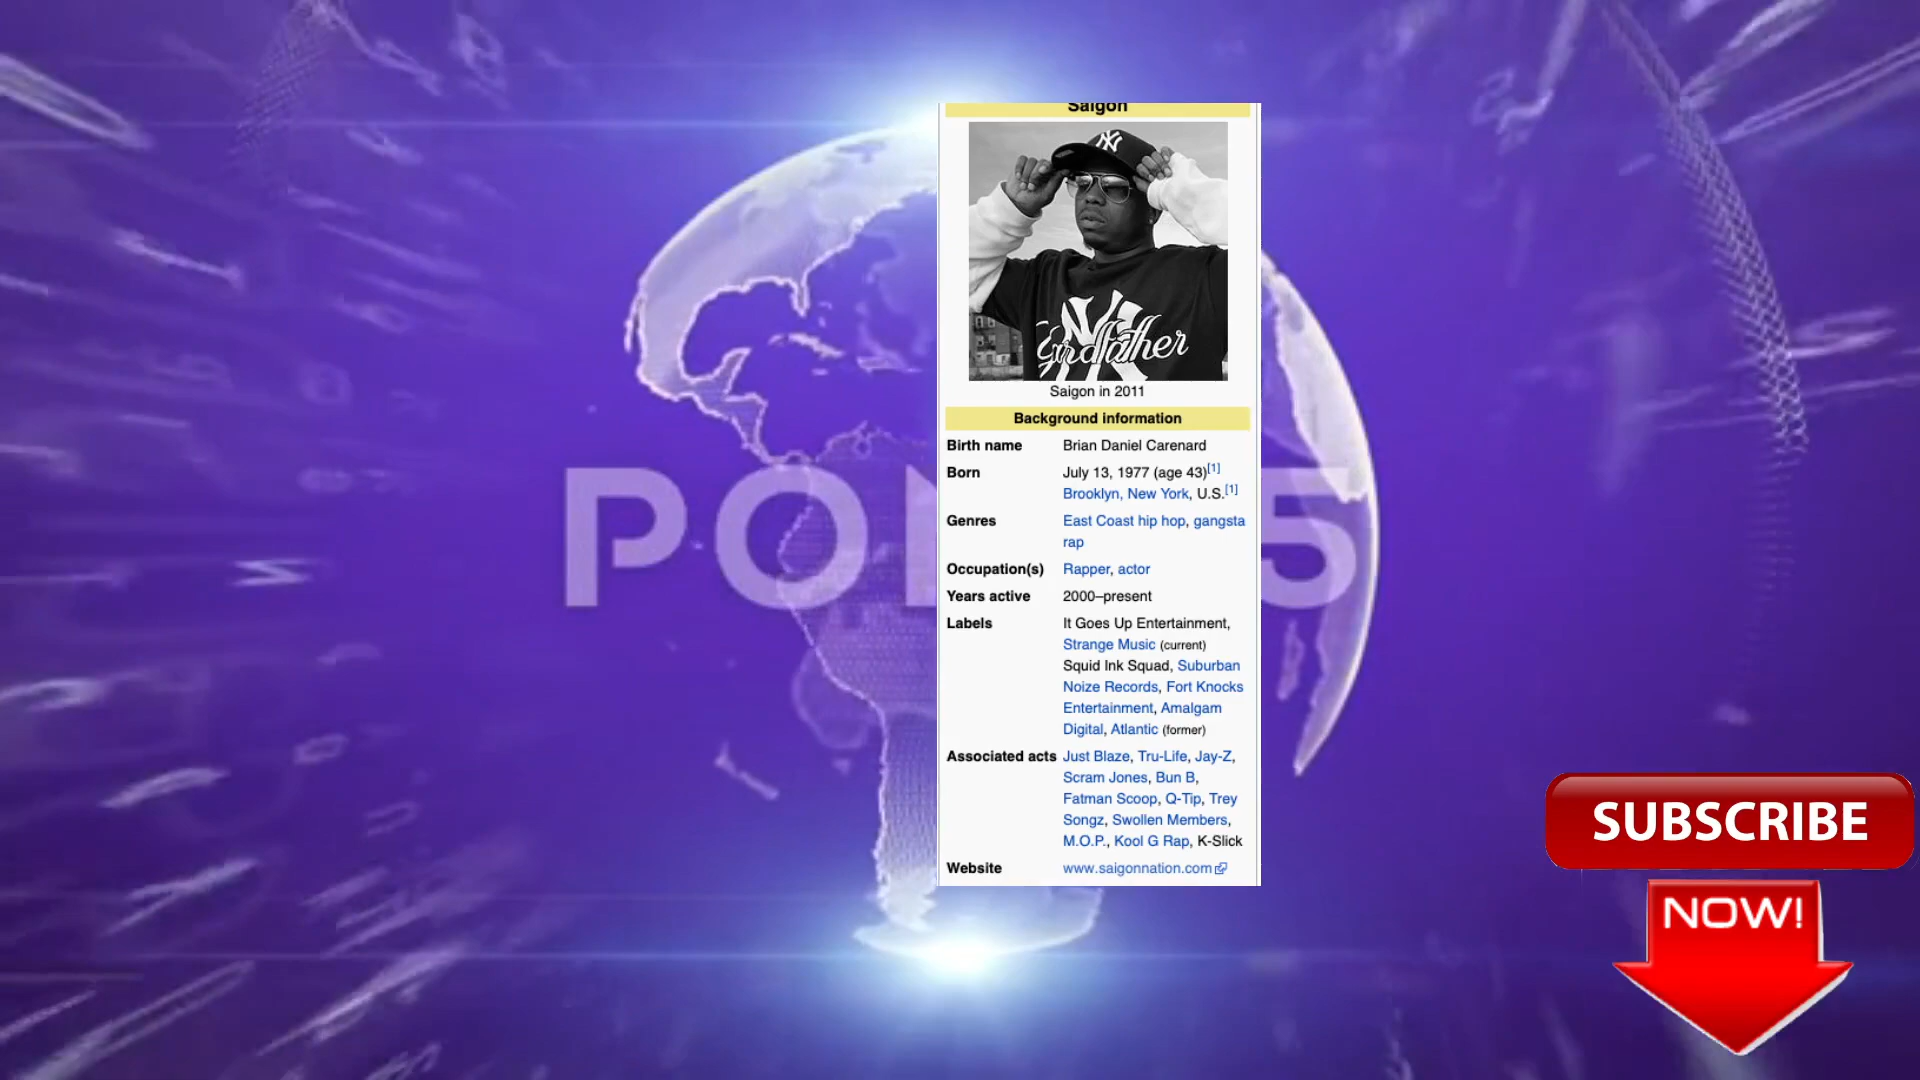 Saigon
Grdfather
Saigon in 2011
Background information
Birth name Brian Daniel Carenard
Born July 13, 1977 (age 43)[1]
Brooklyn, New York, U.S.[1]
Genres East Coast hip hop, gangsta
rap
Occupation(s) Rapper, actor
Years active 2000–present
Labels It Goes Up Entertainment,
Strange Music (current)
Squid Ink Squad, Suburban
Noize Records, Fort Knocks
Entertainment, Amalgam
Digital, Atlantic (former)
Associated acts Just Blaze, Tru-Life, Jay-Z,
Scram Jones, Bun B,
Fatman Scoop, Q-Tip, Trey
Songz, Swollen Members,
M.O.P., Kool G Rap, K-Slick
Website www.saigonnation.com
SUBSCRIBE
NOW!